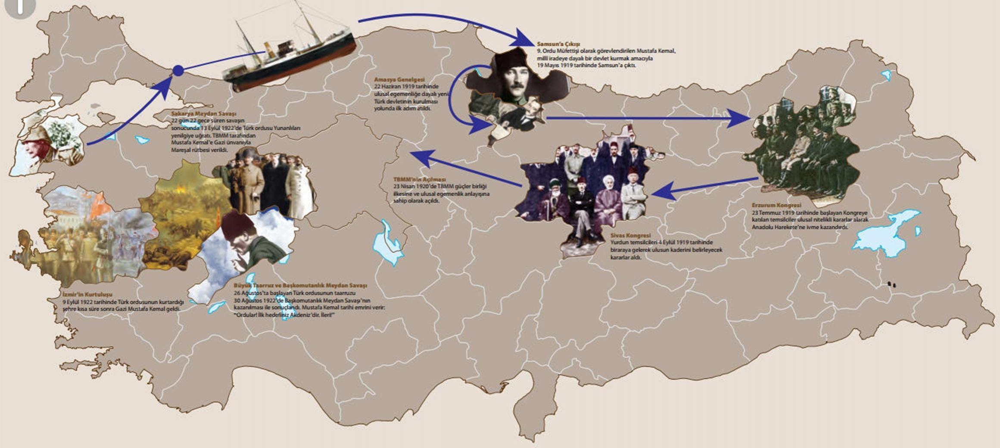 Samsun'a Çıkışı
9. Ordu Müfettişi olarak görevlendirilen Mustafa Kemal,
milli iradeye dayalı bir devlet kurmak amacıyla
19 Mayıs 1919 tarihinde Samsun'a çıktı.
Amasya Genelgesi
22 Haziran 1919 tarihinde
ulusal egemenliğe dayalı yeni
Türk devletinin kurulması
yolunda ilk adım atıldı.
Sakarya Meydan Savaşı
22 gün 22 gece süren savaşın
sonucunda 13 Eylül 1922'de Türk ordusu Yunanlıları
yenilgiye uğrattı. TBMM tarafından
Mustafa Kemal'e Gazi ünvanıyla
Mareşal rütbesi verildi.
TBMM'nin Açılması
23 Nisan 1920'de TBMM güçler birliği
ilkesine ve ulusal egemenlik anlayışına
sahip olarak açıldı.
Erzurum Kongresi
23 Temmuz 1919 tarihinde başlayan Kongreye
katılan temsilciler ulusal nitelikli kararlar alarak
Anadolu Harekete'ne ivme kazandırdı.
Sivas Kongresi
Yurdun temsilcileri 4 Eylül 1919 tarihinde
biraraya gelerek ulusun kaderini belirleyecek
kararlar aldı.
Büyük Taarruz ve Başkomutanlık Meydan Savaşı
26 Ağustos'ta başlayan Türk ordusunun taarruzu
30 Ağustos 1922'de Başkomutanlık Meydan Savaşı'nın
kazanılması ile sonuçlandı. Mustafa Kemal tarihi emrini verir:
"Ordular! İlk hedefiniz Akdeniz'dir. İleri!"
İzmir'in Kurtuluşu
9 Eylül 1922 tarihinde Türk ordusunun kurtardığı
şehre kısa süre sonra Gazi Mustafa Kemal geldi.